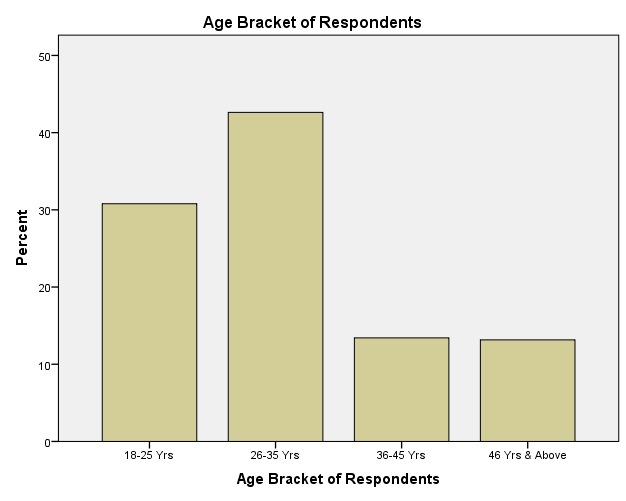 Age Bracket of Respondents
50
40
30
20
10
0
Percent
18-25 Yrs 26-35 Yrs 36-45 Yrs 46 Yrs & Above
Age Bracket of Respondents